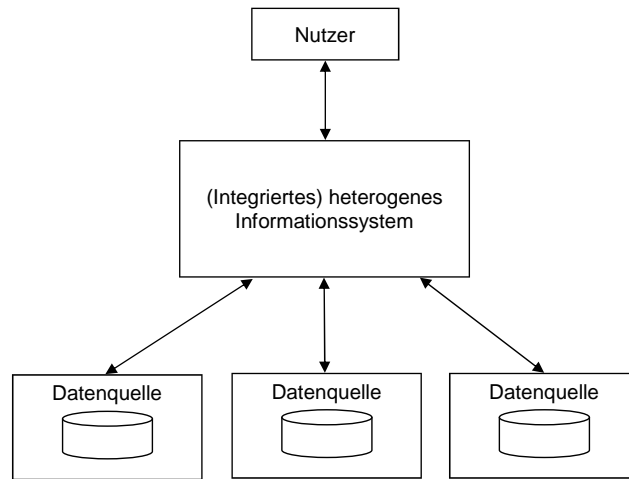 Nutzer
(Integriertes) heterogenes
Informationssystem
Datenquelle
Datenquelle
Datenquelle